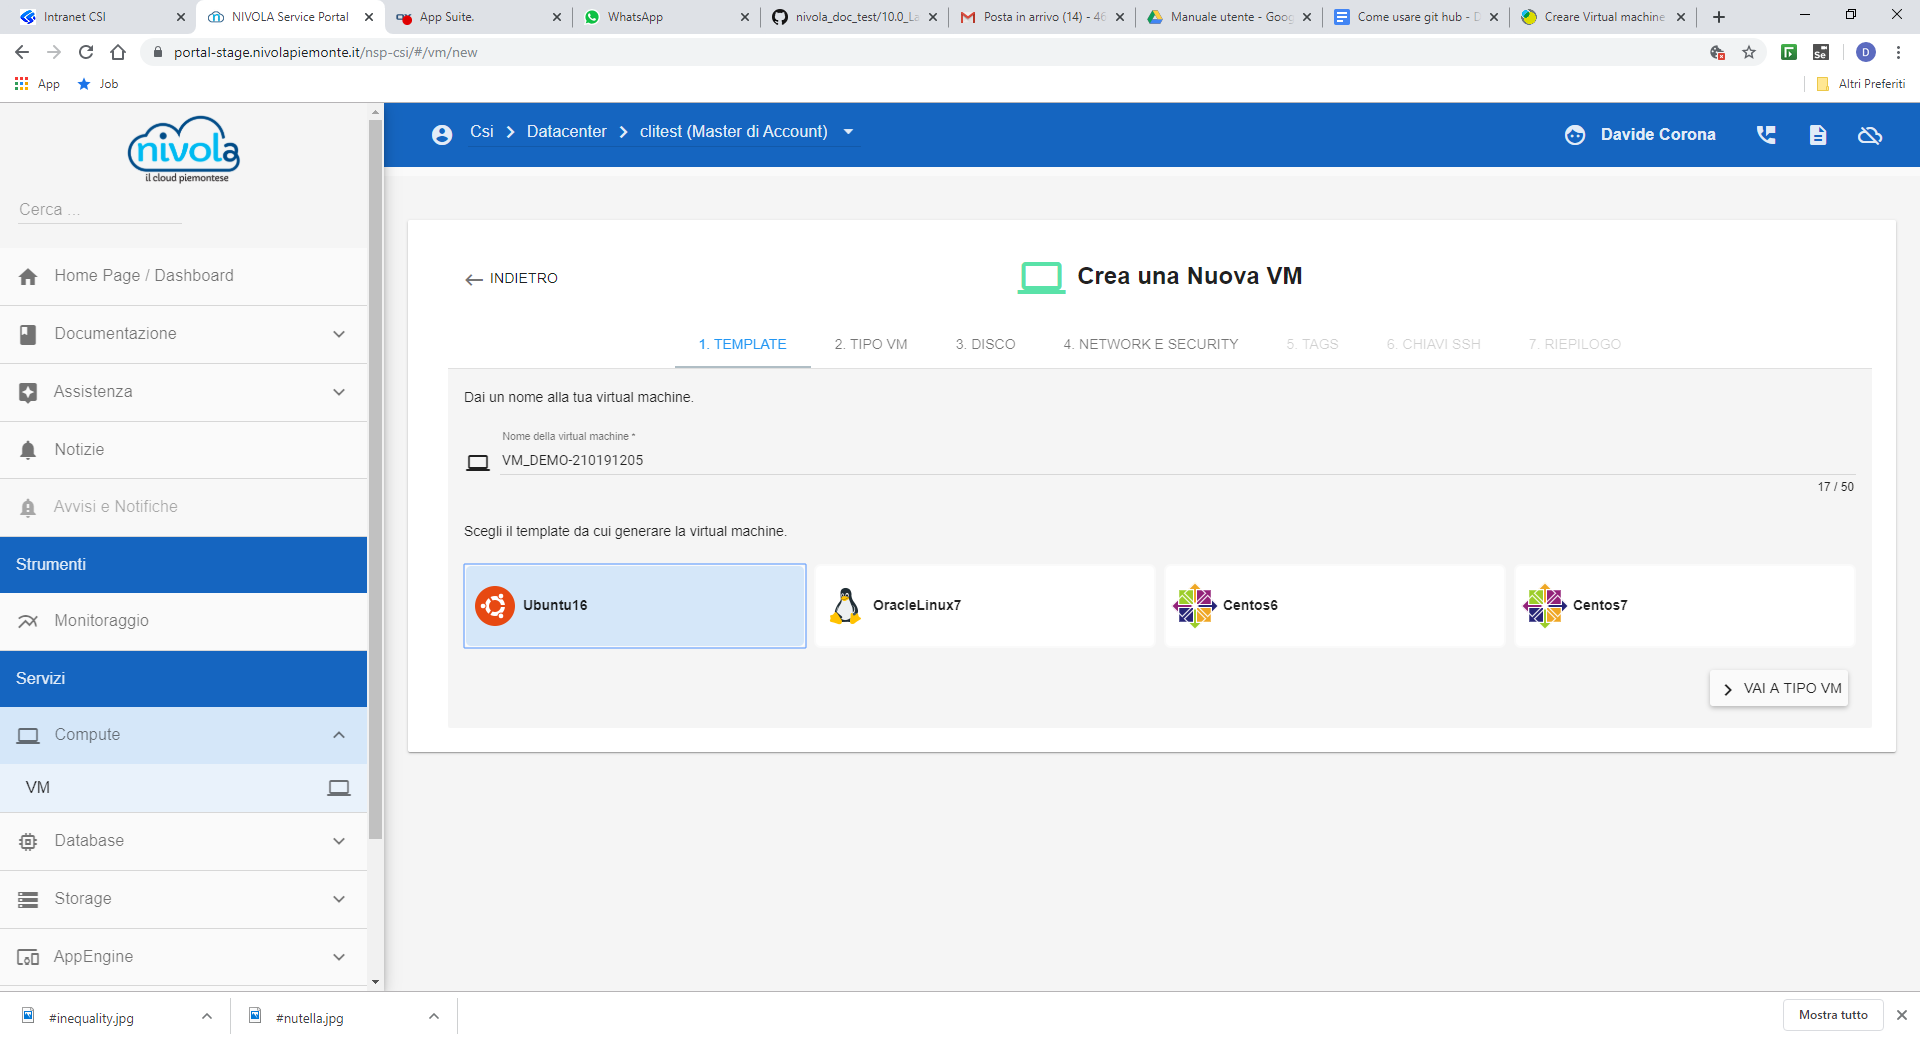 Intranet CSI
NIVOLA Service Portal
App Suite.
WhatsApp
nivola_doc_test/10.0_La
Posta in arrivo (14) - 46
Manuale utente - Goog
Come usare git hub - D
Creare Virtual machine
portal-stage.nivolapiemonte.it/nsp-csi/#/vm/new
Se
D
App
Job
Altri Preferiti
nivola
il cloud piemontese
Cerca ...
Csi
Datacenter
clitest (Master di Account)
Davide Corona
Home Page / Dashboard
Documentazione
Assistenza
Notizie
Avvisi e Notifiche
Strumenti
Monitoraggio
Servizi
Compute
VM
Database
Storage
AppEngine
INDIETRO
Crea una Nuova VM
1. TEMPLATE
2. TIPO VM
3. DISCO
4. NETWORK E SECURITY
5. TAGS
6. CHIAVI SSH
7. RIEPILOGO
Dai un nome alla tua virtual machine.
Nome della virtual machine *
VM_DEMO-210191205
17 / 50
Scegli il template da cui generare la virtual machine.
Ubuntu16
OracleLinux7
Centos6
Centos7
VAI A TIPO VM
#inequality.jpg
#nutella.jpg
Mostra tutto